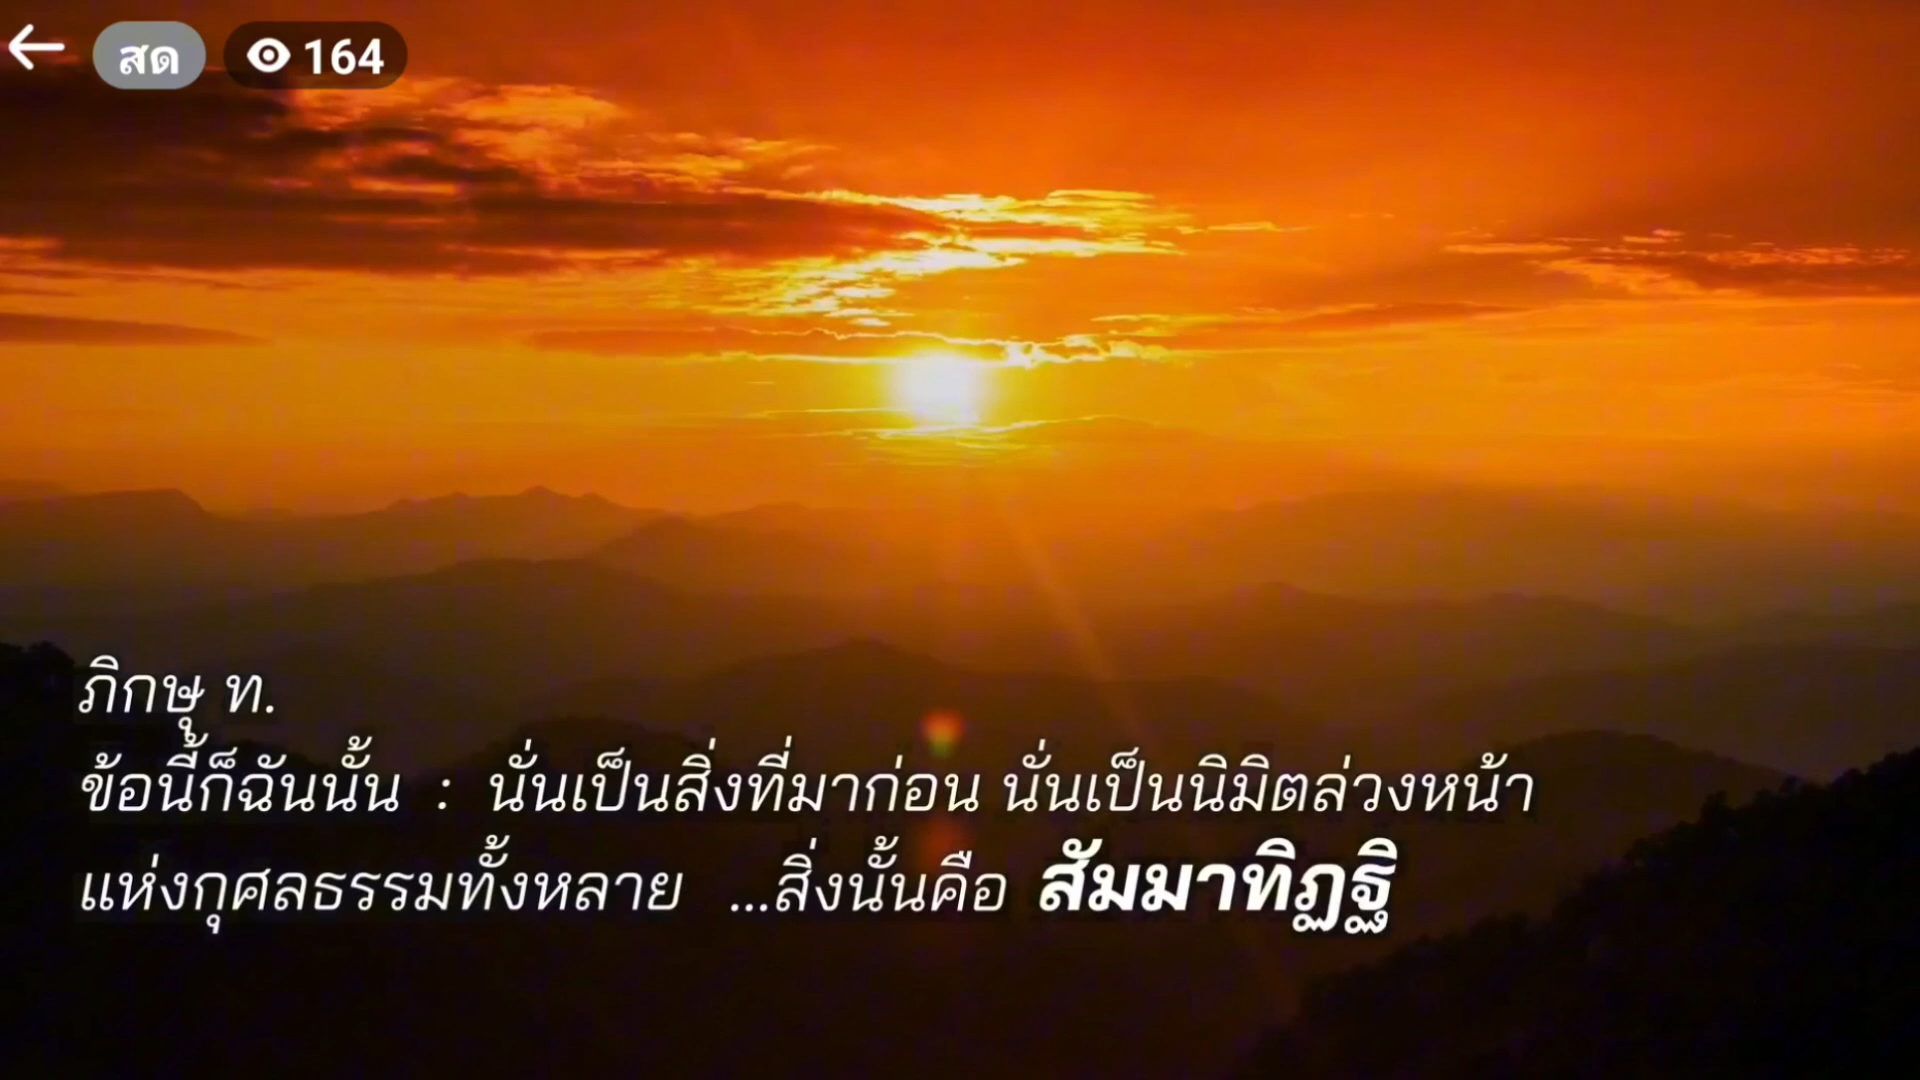 สด 164
ภิกษุ ท.
ข้อนี้ก็ฉันนั้น : นั่นเป็นสิ่งที่มาก่อน นั่นเป็นนิมิตล่วงหน้า
แห่งกุศลธรรมทั้งหลาย ...สิ่งนั้นคือ สัมมาทิฏฐิ